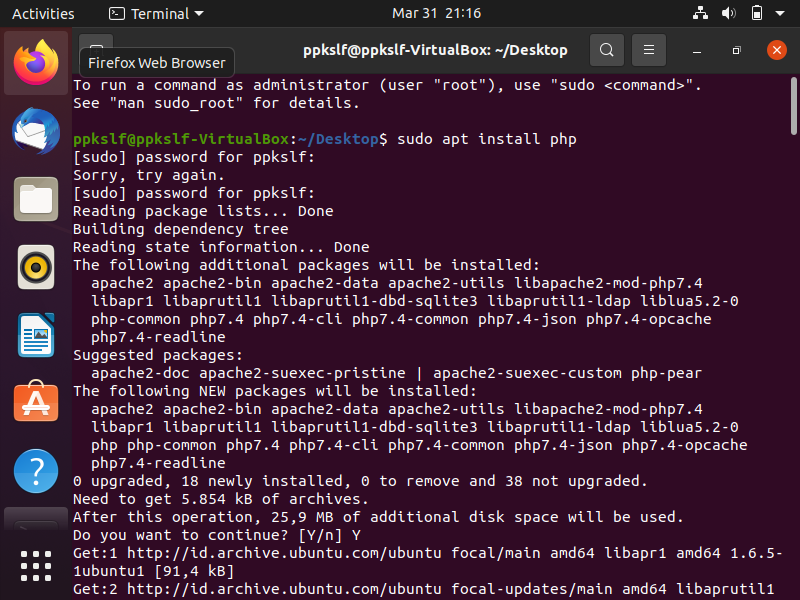 Activities
Terminal
Mar 31 21:16
ppkslf@ppkslf-VirtualBox: ~/Desktop
Firefox Web Browser
To run a command as administrator (user "root"), use "sudo <command>".
See "man sudo_root" for details.
ppkslf@ppkslf-VirtualBox:~/Desktop$ sudo apt install php
[sudo] password for ppkslf:
Sorry, try again.
[sudo] password for ppkslf:
Reading package lists... Done
Building dependency tree
Reading state information... Done
The following additional packages will be installed:
apache2 apache2-bin apache2-data apache2-utils libapache2-mod-php7.4
libapr1 libaprutil1 libaprutil1-dbd-sqlite3 libaprutil1-ldap liblua5.2-0
php-common php7.4 php7.4-cli php7.4-common php7.4-json php7.4-opcache
php7.4-readline
Suggested packages:
apache2-doc apache2-suexec-pristine | apache2-suexec-custom php-pear
The following NEW packages will be installed:
apache2 apache2-bin apache2-data apache2-utils libapache2-mod-php7.4
libapr1 libaprutil1 libaprutil1-dbd-sqlite3 libaprutil1-ldap liblua5.2-0
php php-common php7.4 php7.4-cli php7.4-common php7.4-json php7.4-opcache
php7.4-readline
0 upgraded, 18 newly installed, 0 to remove and 38 not upgraded.
Need to get 5.854 kB of archives.
After this operation, 25,9 MB of additional disk space will be used.
Do you want to continue? [Y/n] Y
Get:1 http://id.archive.ubuntu.com/ubuntu focal/main amd64 libapr1 amd64 1.6.5-
1ubuntu1 [91,4 kB]
Get:2 http://id.archive.ubuntu.com/ubuntu focal-updates/main amd64 libaprutil1